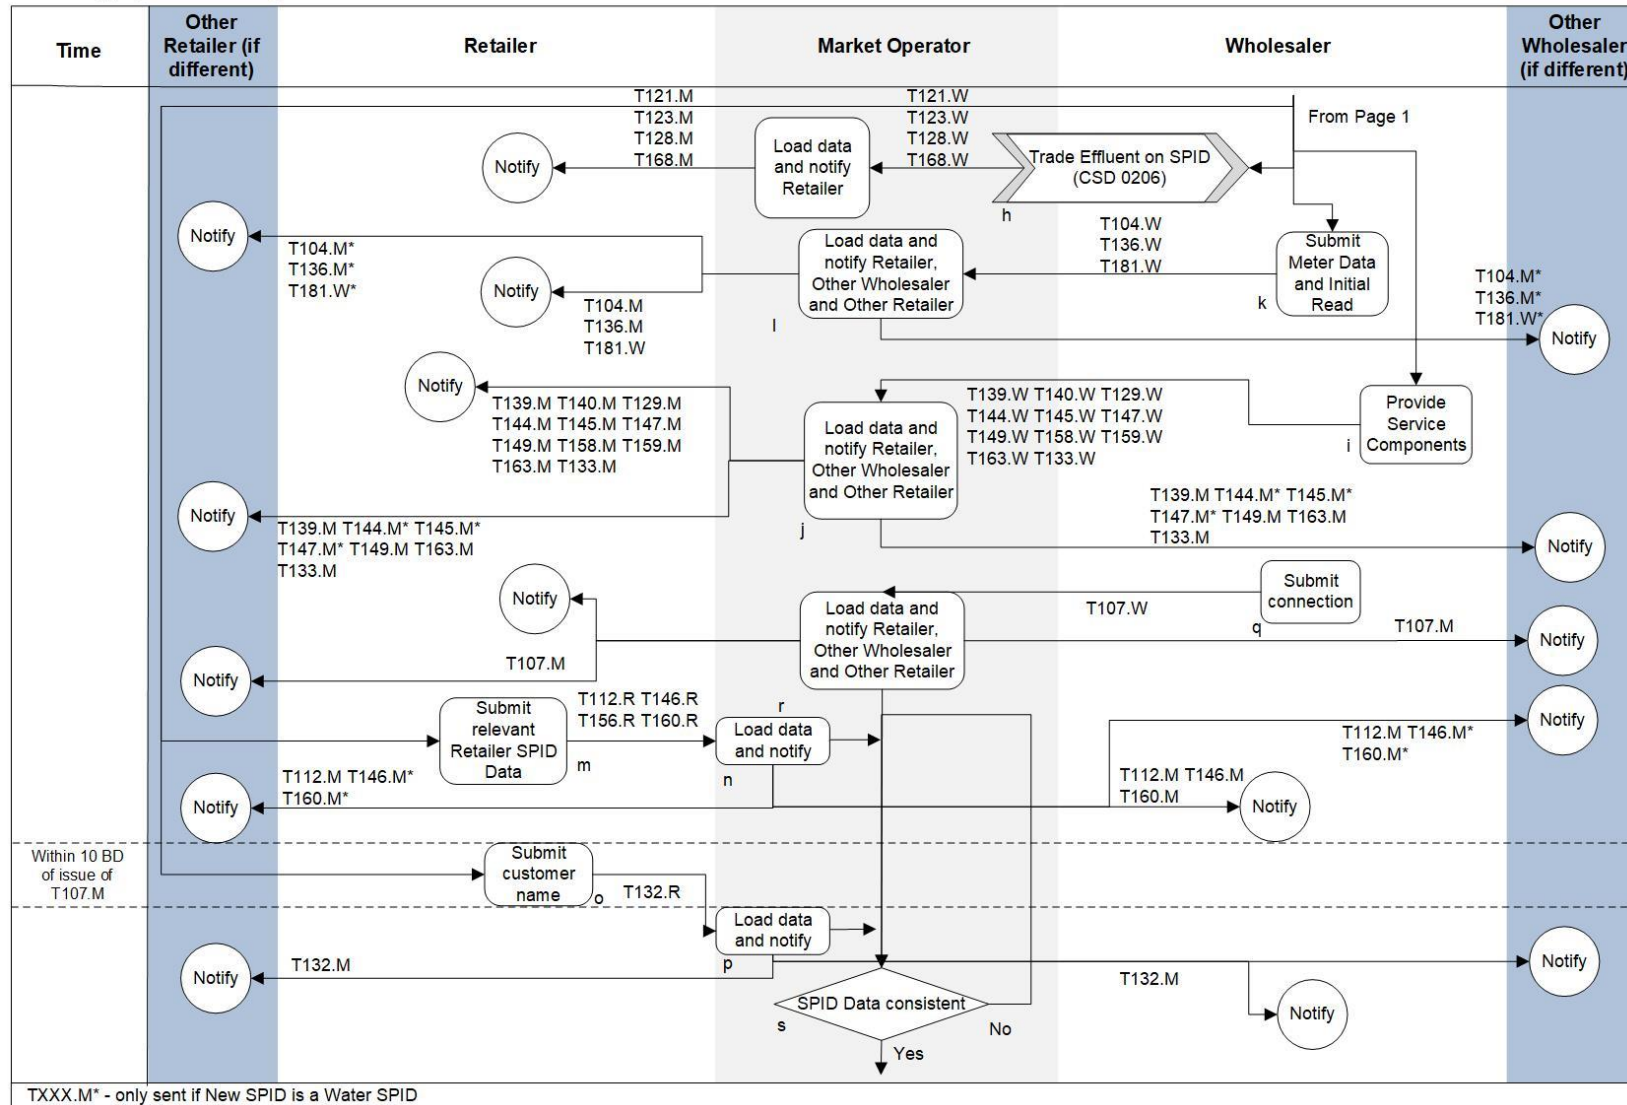 Time
Other
Retailer (if
different)
Retailer
Market Operator
Wholesaler
Other
Wholesaler
(if different)
T121.M
T123.M
T128.M
T168.M
T121.W
T123.W
T128.W
T168.W
From Page 1
Notify
Load data
and notify
Retailer
Trade Effluent on SPID
(CSD 0206)
h
Notify
T104.M*
T136.M*
T181.W*
Notify
T104.M
T136.M
T181.W
Load data and
notify Retailer,
Other Wholesaler
and Other Retailer
l
T104.W
T136.W
T181.W
Submit
Meter Data
and Initial
Read
k
T104.M*
T136.M*
T181.W*
Notify
Notify
T139.M T140.M T129.M
T144.M T145.M T147.M
T149.M T158.M T159.M
T163.M T133.M
Load data and
notify Retailer,
Other Wholesaler
and Other Retailer
j
T139.W T140.W T129.W
T144.W T145.W T147.W
T149.W T158.W T159.W
T163.W T133.W
Provide
Service
Components
i
Notify
T139.M T144.M* T145.M*
T147.M* T149.M T163.M
T133.M
T139.M T144.M* T145.M*
T147.M* T149.M T163.M
T133.M
Notify
Notify
Load data and
notify Retailer,
Other Wholesaler
and Other Retailer
r
T107.W
Submit
connection
q
T107.M
Notify
Notify
T107.M
Submit
relevant
Retailer SPID
Data
m
T112.R T146.R
T156.R T160.R
Load data
and notify
n
T112.M T146.M*
T160.M*
Notify
Notify
T112.M T146.M*
T160.M*
T112.M T146.M
T160.M
Notify
Within 10 BD
of issue of
T107.M
Submit
customer
name
o
T132.R
Load data
and notify
p
Notify
T132.M
T132.M
Notify
Notify
SPID Data consistent
s
No
Yes
TXXX.M* - only sent if New SPID is a Water SPID